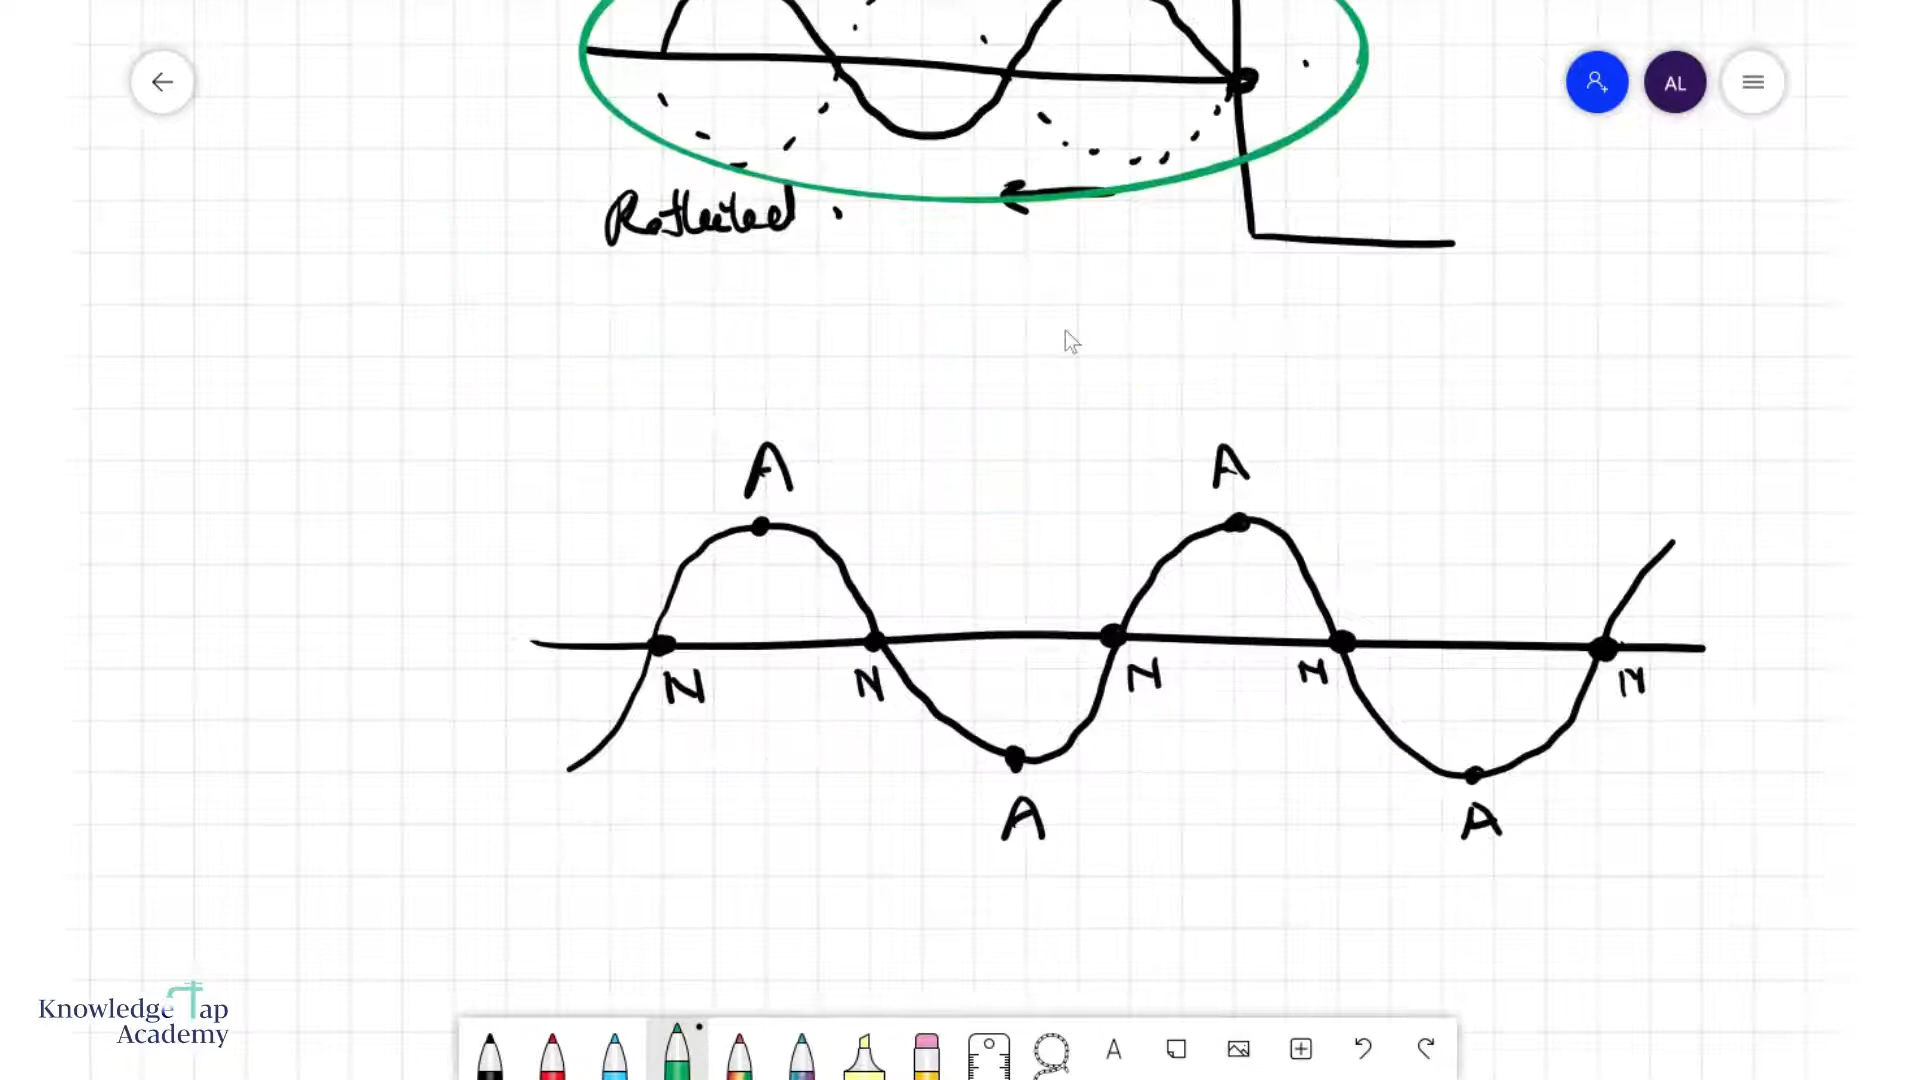 AL
Reflected
A A
N N N N N
A A
Knowledge Tap
Academy
A